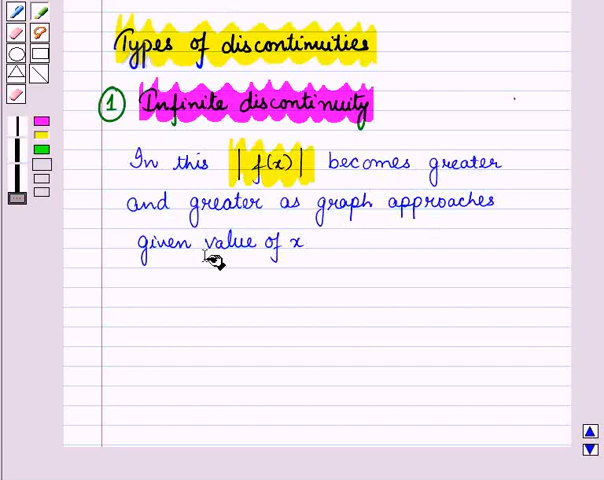 Types of discontinuities
1 Infinite discontinuity
In this |f(x)| becomes greater
and greater as graph approaches
given value of x